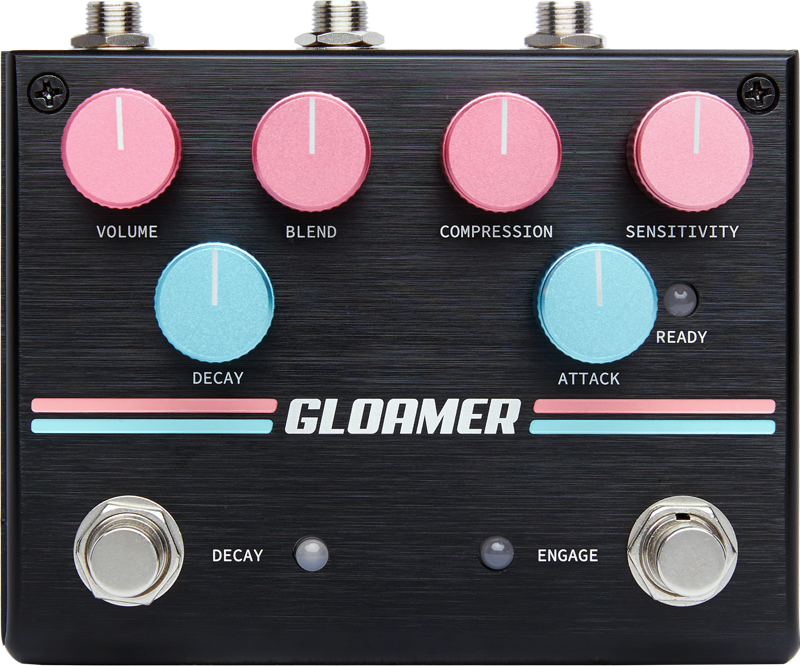 VOLUME BLEND COMPRESSION SENSITIVITY
READY
DECAY ATTACK
GLOAMER
DECAY ENGAGE